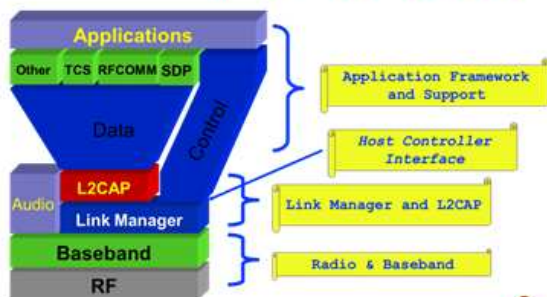 Applications
Other TCS RFCOMM SDP
Data
Control
Audio
L2CAP
Link Manager
Baseband
RF
Application Framework
and Support
Host Controller
Interface
Link Manager and L2CAP
Radio & Baseband